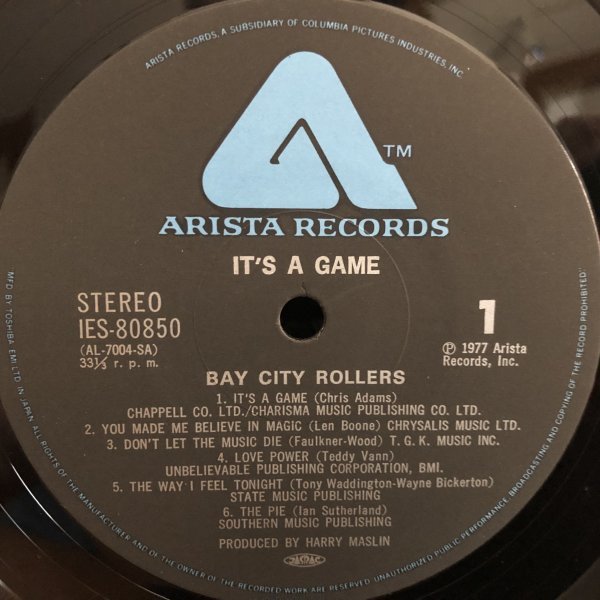 ARISTA RECORDS, A SUBSIDIARY OF COLUMBIA PICTURES INDUSTRIES, INC.
TM
ARISTA RECORDS
IT'S A GAME
STEREO
IES-80850
(AL-7004-SA)
33⅓ r. p. m.
1
Ⓟ 1977 Arista
Records, Inc.
BAY CITY ROLLERS
1. IT'S A GAME (Chris Adams)
CHAPPELL CO. LTD./CHARISMA MUSIC PUBLISHING CO. LTD.
2. YOU MADE ME BELIEVE IN MAGIC (Len Boone) CHRYSALIS MUSIC LTD.
3. DON'T LET THE MUSIC DIE (Faulkner-Wood) T. G. K. MUSIC INC.
4. LOVE POWER (Teddy Vann)
UNBELIEVABLE PUBLISHING CORPORATION, BMI.
5. THE WAY I FEEL TONIGHT (Tony Waddington-Wayne Bickerton)
STATE MUSIC PUBLISHING
6. THE PIE (Ian Sutherland)
SOUTHERN MUSIC PUBLISHING
PRODUCED BY HARRY MASLIN
JASRAC
"MFD. BY TOSHIBA EMI LTD. IN JAPAN. ALL RIGHTS OF THE MANUFACTURER AND OF THE OWNER OF THE RECORDED WORK ARE RESERVED. UNAUTHORIZED PUBLIC PERFORMANCE, BROADCASTING AND COPYING OF THE RECORD PROHIBITED"